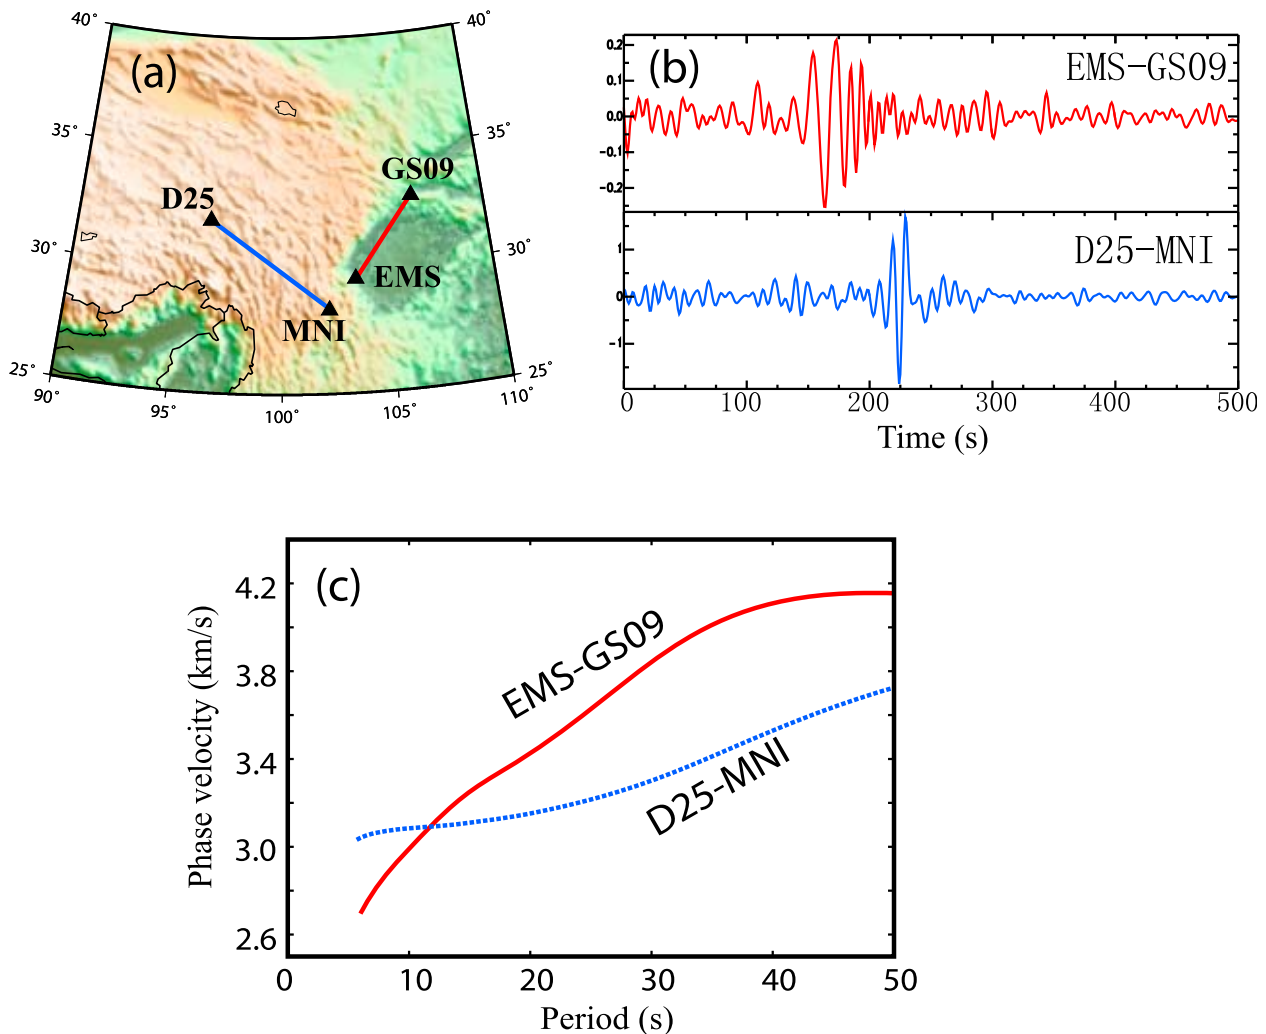 40°
40°
(a)
35°
35°
GS09
D25
30°
30°
EMS
MNI
25°
25°
90°
95°
100°
105°
110°
(b)
EMS-GS09
0.2
0.1
0.0
-0.1
-0.2
D25-MNI
1
0
-1
0 100 200 300 400 500
Time (s)
(c)
4.2
3.8
3.4
3.0
2.6
Phase velocity (km/s)
EMS-GS09
D25-MNI
0 10 20 30 40 50
Period (s)